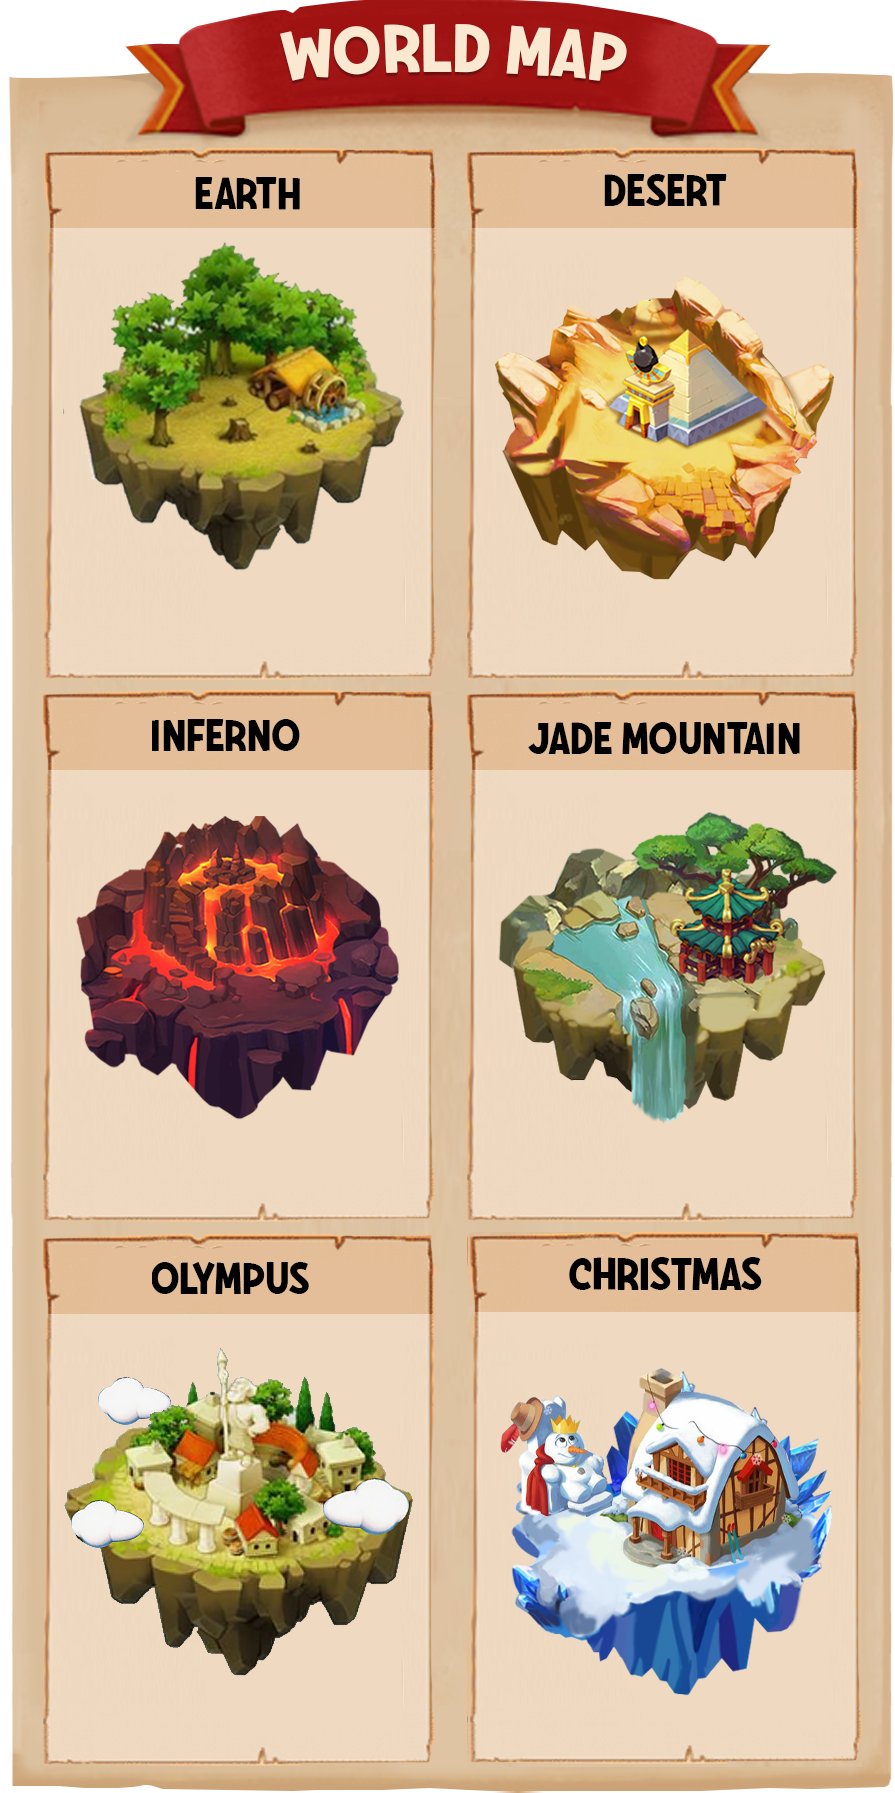 WORLD MAP
EARTH
DESERT
INFERNO
JADE MOUNTAIN
OLYMPUS
CHRISTMAS